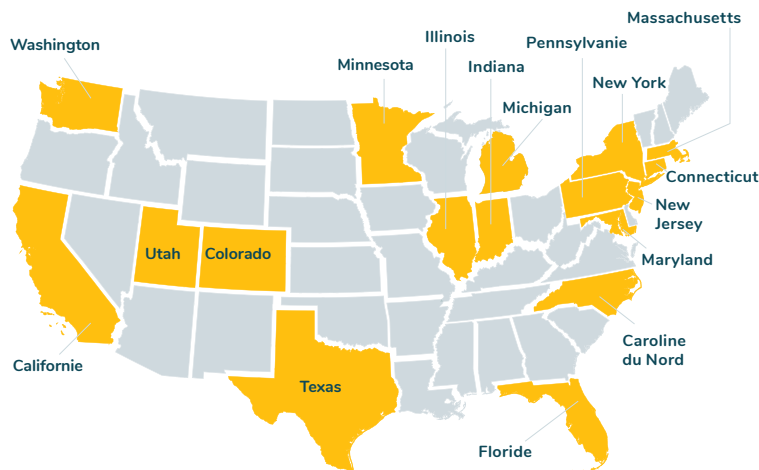 Massachusetts
Illinois
Pennsylvanie
Washington
Minnesota
Indiana
New York
Michigan
Connecticut
New
Jersey
Utah
Colorado
Maryland
Caroline
du Nord
Californie
Texas
Floride